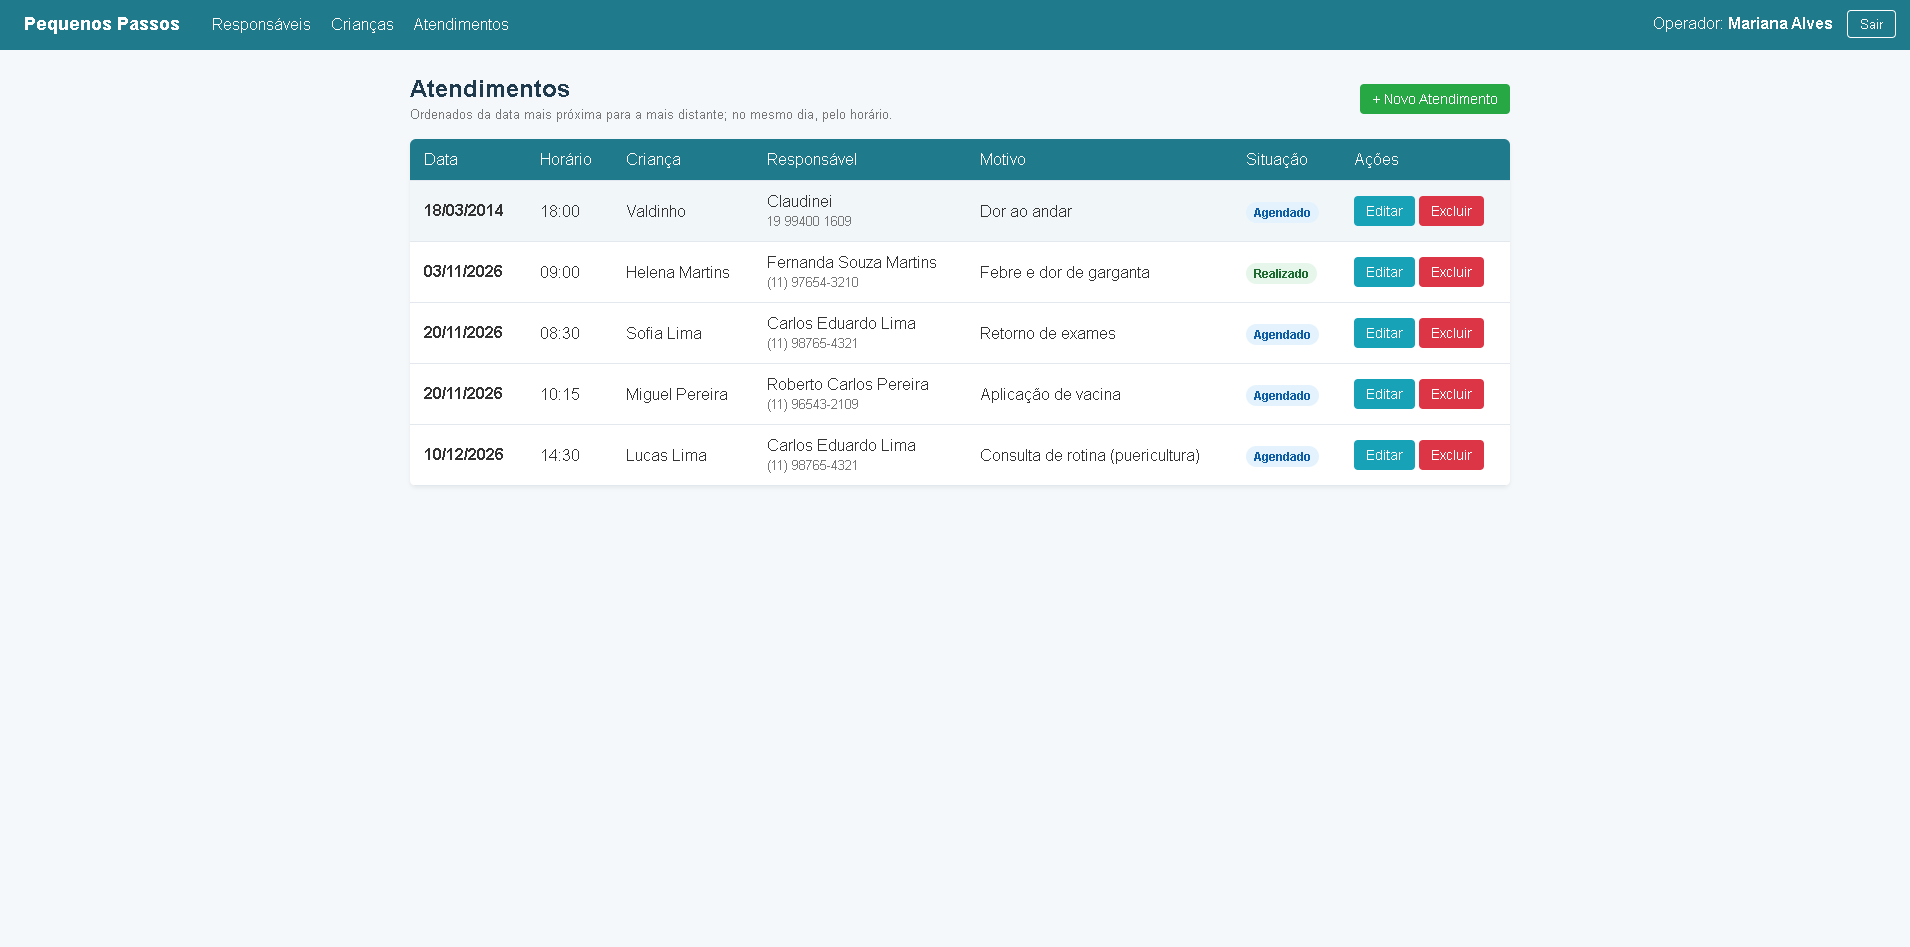 Pequenos Passos Responsáveis Crianças Atendimentos Operador: Mariana Alves Sair
Atendimentos
+ Novo Atendimento
Ordenados da data mais próxima para a mais distante; no mesmo dia, pelo horário.
Data Horário Criança Responsável Motivo Situação Ações
18/03/2014 18:00 Valdinho Claudinei Dor ao andar Agendado Editar Excluir
19 99400 1609
03/11/2026 09:00 Helena Martins Fernanda Souza Martins Febre e dor de garganta Realizado Editar Excluir
(11) 97654-3210
20/11/2026 08:30 Sofia Lima Carlos Eduardo Lima Retorno de exames Agendado Editar Excluir
(11) 98765-4321
20/11/2026 10:15 Miguel Pereira Roberto Carlos Pereira Aplicação de vacina Agendado Editar Excluir
(11) 96543-2109
10/12/2026 14:30 Lucas Lima Carlos Eduardo Lima Consulta de rotina (puericultura) Agendado Editar Excluir
(11) 98765-4321